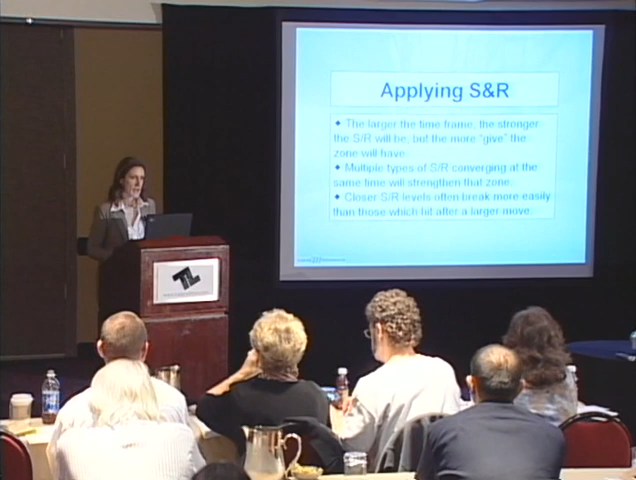 Applying S&R
◆ The larger the time frame, the stronger
the S/R will be, but the more "give" the
zone will have.
◆ Multiple types of S/R converging at the
same time will strengthen that zone.
◆ Closer S/R levels often break more easily
than those which hit after a larger move.